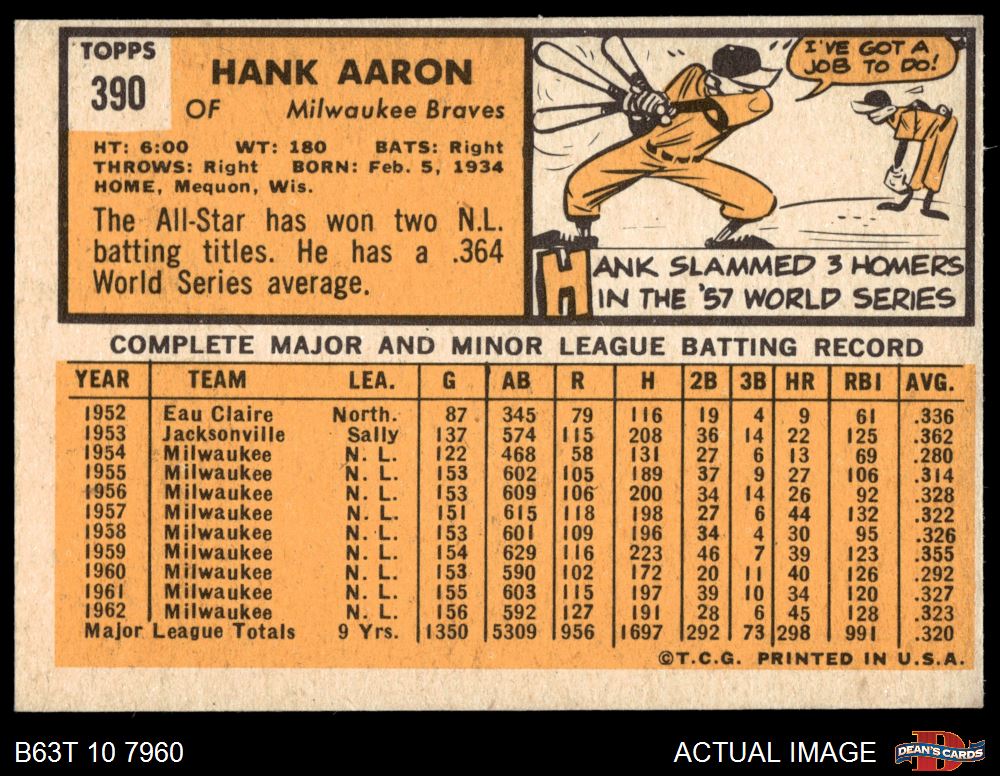 TOPPS
390
HANK AARON
OF Milwaukee Braves
HT: 6:00 WT: 180 BATS: Right
THROWS: Right BORN: Feb. 5, 1934
HOME, Mequon, Wis.
The All-Star has won two N.L.
batting titles. He has a .364
World Series average.
I'VE GOT A
JOB TO DO!
HANK SLAMMED 3 HOMERS
IN THE '57 WORLD SERIES
COMPLETE MAJOR AND MINOR LEAGUE BATTING RECORD
YEAR TEAM LEA. G AB R H 2B 3B HR RBI AVG.
1952 Eau Claire North. 87 345 79 116 19 4 9 61 .336
1953 Jacksonville Sally 137 574 115 208 36 14 22 125 .362
1954 Milwaukee N. L. 122 468 58 131 27 6 13 69 .280
1955 Milwaukee N. L. 153 602 105 189 37 9 27 106 .314
1956 Milwaukee N. L. 153 609 106 200 34 14 26 92 .328
1957 Milwaukee N. L. 151 615 118 198 27 6 44 132 .322
1958 Milwaukee N. L. 153 601 109 196 34 4 30 95 .326
1959 Milwaukee N. L. 154 629 116 223 46 7 39 123 .355
1960 Milwaukee N. L. 153 590 102 172 20 11 40 126 .292
1961 Milwaukee N. L. 155 603 115 197 39 10 34 120 .327
1962 Milwaukee N. L. 156 592 127 191 28 6 45 128 .323
Major League Totals 9 Yrs. 1350 5309 956 1697 292 73 298 991 .320
©T.C.G. PRINTED IN U.S.A.
B63T 10 7960 ACTUAL IMAGE DEAN'S CARDS